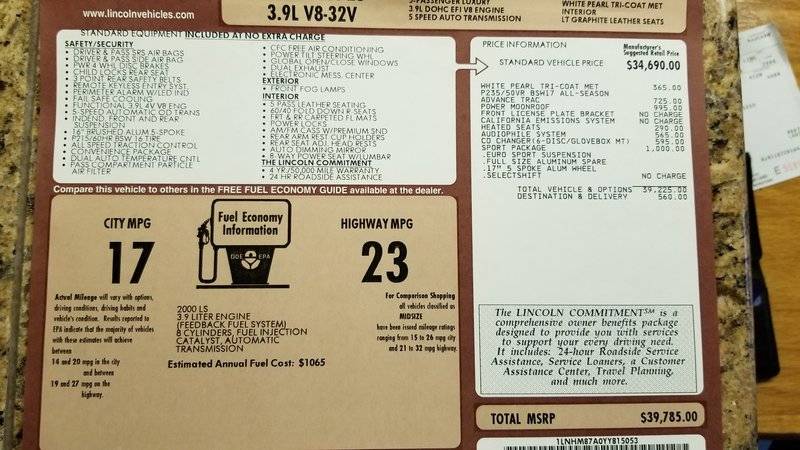 www.lincolnvehicles.com
3.9L V8-32V
5-PASSENGER LUXURY
3.9L DOHC EFI V8 ENGINE
5 SPEED AUTO TRANSMISSION
WHITE PEARL TRI-COAT MET
INTERIOR
LT GRAPHITE LEATHER SEATS
STANDARD EQUIPMENT INCLUDED AT NO EXTRA CHARGE
SAFETY/SECURITY
• DRIVER & PASS SRS AIR BAGS
• DRIVER & PASS SIDE AIR BAG
• PWR 4 WHL DISC BRAKES
• CHILD LOCKS REAR SEAT
• 3 POINT REAR SAFETY BELTS
• REMOTE KEYLESS ENTRY SYST.
• PERIMETER ALARM W/LED IND
• FAIL SAFE COOLING
FUNCTIONAL
• 3.9L 4V V8 ENG
• 5-SPEED AUTOMATIC OD TRANS
• INDEND. FRONT AND REAR
SUSPENSION
• 16" BRUSHED ALUM 5-SPOKE
• P215/60HR BSW 16 TIRE
• ALL SPEED TRACTION CONTROL
• CONVENIENCE PACKAGE
• DUAL AUTO TEMPERATURE CNTL
• PASS COMPARTMENT PARTICLE
AIR FILTER
• CFC FREE AIR CONDITIONING
• POWER TILT STEERING WHL
• GLOBAL OPEN/CLOSE WINDOWS
• DUAL EXHAUST
• ELECTRONIC MESS. CENTER
EXTERIOR
• FRONT FOG LAMPS
INTERIOR
• 5 PASS LEATHER SEATING
• 60/40 FOLD DOWN R-SEATS
• FRT & RR CARPETED FL MATS
• POWER LOCKS
• AM/FM CASS W/PREMIUM SND
• REAR ARM REST CUP HOLDERS
• REAR SEAT ADJ. HEAD RESTS
• AUTO DIMMING MIRROR
• 8-WAY POWER SEAT W/LUMBAR
THE LINCOLN COMMITMENT
• 4 YR/50,000 MILE WARRANTY
• 24 HR ROADSIDE ASSISTANCE
PRICE INFORMATION
Manufacturer's
Suggested Retail Price
STANDARD VEHICLE PRICE $34,690.00
WHITE PEARL TRI-COAT MET 365.00
P235/50VR BSW17 ALL-SEASON
ADVANCE TRAC 725.00
POWER MOONROOF 995.00
FRONT LICENSE PLATE BRACKET NO CHARGE
CALIFORNIA EMISSIONS SYSTEM NO CHARGE
HEATED SEATS 290.00
AUDIOPHILE SYSTEM 565.00
CD CHANGER(6-DISC/GLOVEBOX MT) 595.00
SPORT PACKAGE 1,000.00
.EURO SPORT SUSPENSION
.FULL SIZE ALUMINUM SPARE
.17" 5 SPOKE ALUM WHEEL
.SELECTSHIFT NO CHARGE
TOTAL VEHICLE & OPTIONS 39,225.00
DESTINATION & DELIVERY 560.00
Compare this vehicle to others in the FREE FUEL ECONOMY GUIDE available at the dealer.
CITY MPG
17
Fuel Economy
Information
DOE EPA
HIGHWAY MPG
23
Actual Mileage will vary with options,
driving conditions, driving habits and
vehicle's condition. Results reported to
EPA indicate that the majority of vehicles
with these estimates will achieve
between
14 and 20 mpg in the city
and between
19 and 27 mpg on the
highway.
2000 LS
3.9 LITER ENGINE
(FEEDBACK FUEL SYSTEM)
8 CYLINDERS, FUEL INJECTION
CATALYST, AUTOMATIC
TRANSMISSION
Estimated Annual Fuel Cost: $1065
For Comparison Shopping
all vehicles classified as
MIDSIZE
have been issued mileage ratings
ranging from 15 to 26 mpg city
and 21 to 32 mpg highway.
The LINCOLN COMMITMENT℠ is a
comprehensive owner benefits package
designed to provide you with services
to support your every driving need.
It includes: 24-hour Roadside Service
Assistance, Service Loaners, a Customer
Assistance Center, Travel Planning,
and much more.
TOTAL MSRP $39,785.00
1LNHM87A0YY815053